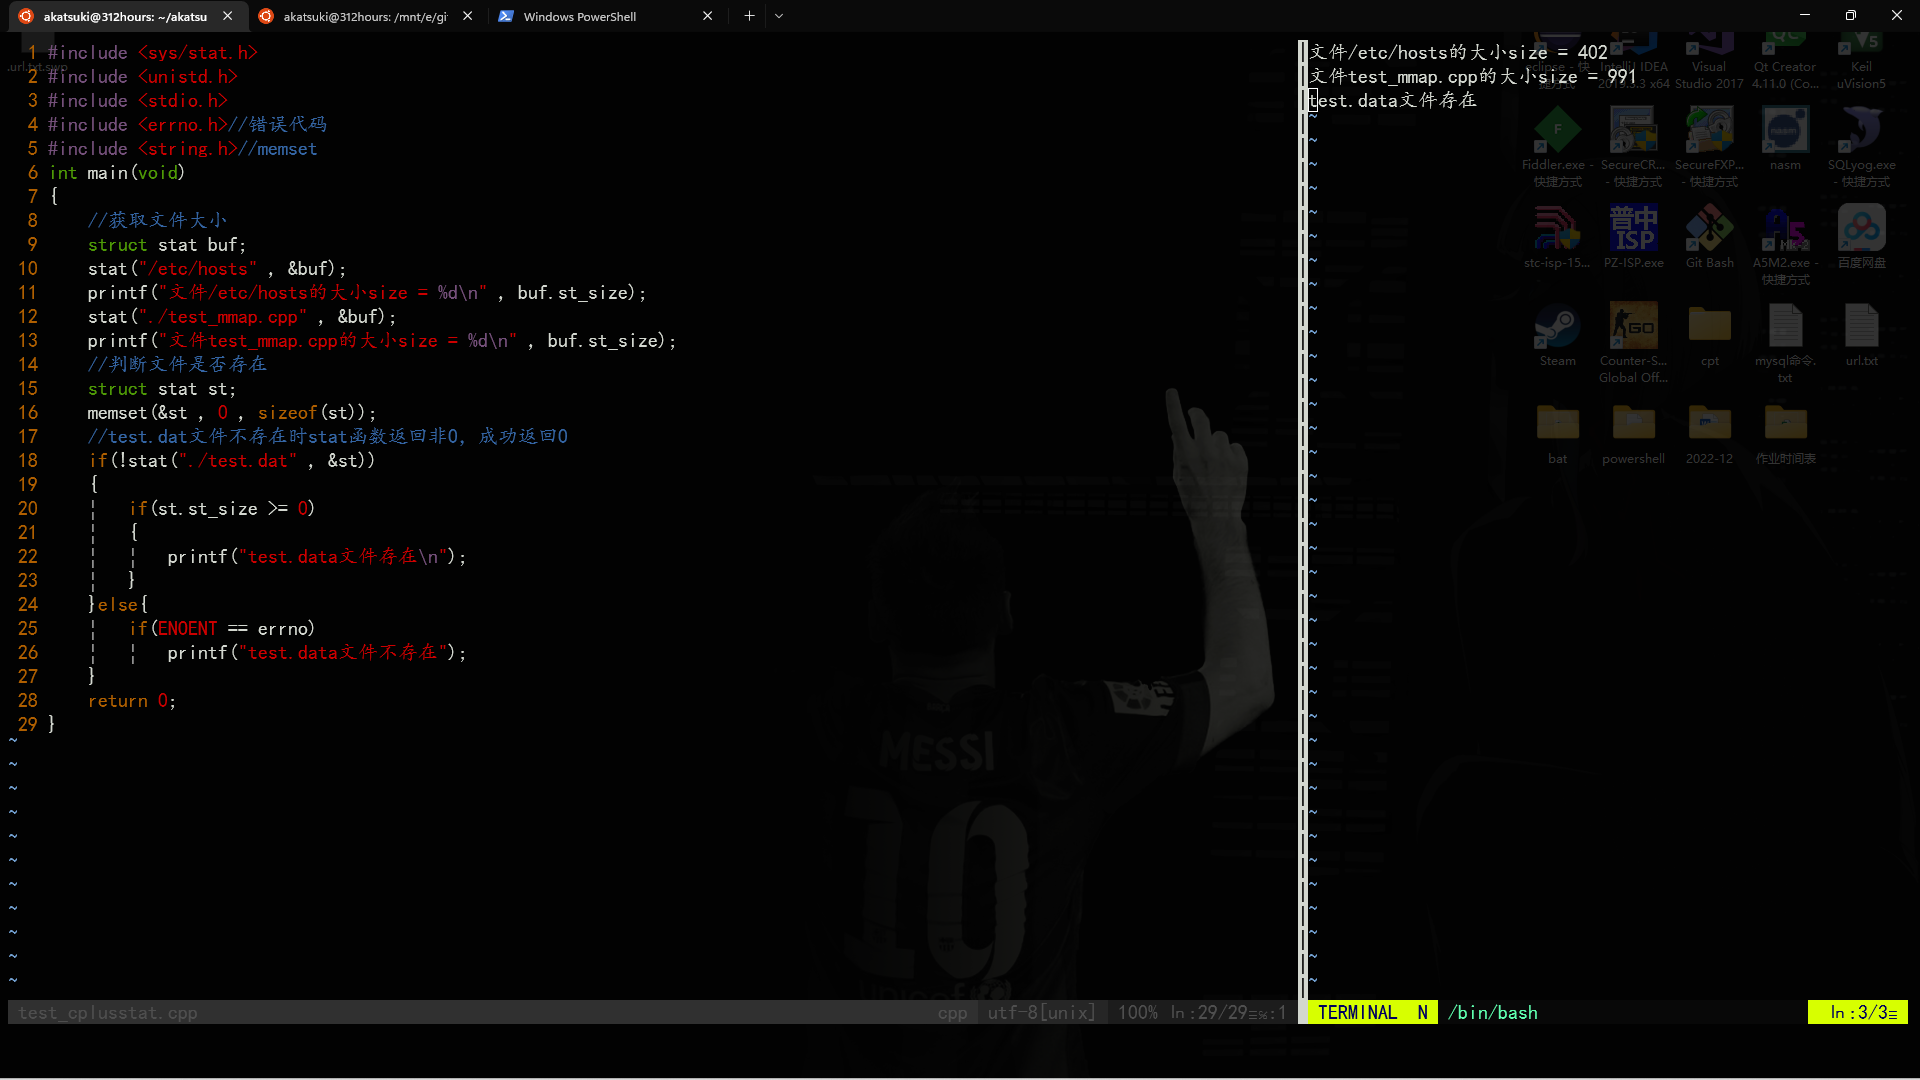 akatsuki@312hours: ~/akatsu
akatsuki@312hours: /mnt/e/gi
Windows PowerShell
1 #include <sys/stat.h>
2 #include <unistd.h>
3 #include <stdio.h>
4 #include <errno.h>//错误代码
5 #include <string.h>//memset
6 int main(void)
7 {
8 //获取文件大小
9 struct stat buf;
10 stat("/etc/hosts" , &buf);
11 printf("文件/etc/hosts的大小size = %d\n" , buf.st_size);
12 stat("./test_mmap.cpp" , &buf);
13 printf("文件test_mmap.cpp的大小size = %d\n" , buf.st_size);
14 //判断文件是否存在
15 struct stat st;
16 memset(&st , 0 , sizeof(st));
17 //test.dat文件不存在时stat函数返回非0，成功返回0
18 if(!stat("./test.dat" , &st))
19 {
20 ¦ if(st.st_size >= 0)
21 ¦ {
22 ¦ ¦ printf("test.data文件存在\n");
23 ¦ }
24 }else{
25 ¦ if(ENOENT == errno)
26 ¦ ¦ printf("test.data文件不存在");
27 }
28 return 0;
29 }
~
~
~
~
~
~
~
~
~
~
~
test_cplusstat.cpp cpp utf-8[unix] 100% ln :29/29 :1
文件/etc/hosts的大小size = 402
文件test_mmap.cpp的大小size = 991
test.data文件存在
TERMINAL N /bin/bash ln :3/3
.url.txt.swp
eclipse - 快捷方式
IntelliJ IDEA 2019.3.3 x64
Visual Studio 2017
Qt Creator 4.11.0 (Co...
Keil uVision5
Fiddler.exe - 快捷方式
SecureCR... - 快捷方式
SecureFXP... - 快捷方式
nasm
SQLyog.exe - 快捷方式
stc-isp-15...
普中 ISP
PZ-ISP.exe
Git Bash
A5M2.exe - 快捷方式
百度网盘
Steam
GO
Counter-S... Global Off...
cpt
mysql命令.txt
url.txt
bat
powershell
2022-12
作业时间表
MESSI
10